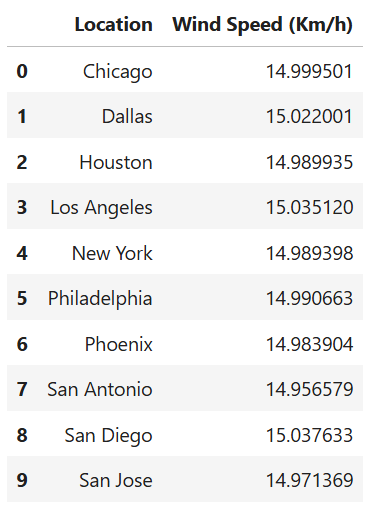 Location Wind Speed (Km/h)
0 Chicago 14.999501
1 Dallas 15.022001
2 Houston 14.989935
3 Los Angeles 15.035120
4 New York 14.989398
5 Philadelphia 14.990663
6 Phoenix 14.983904
7 San Antonio 14.956579
8 San Diego 15.037633
9 San Jose 14.971369